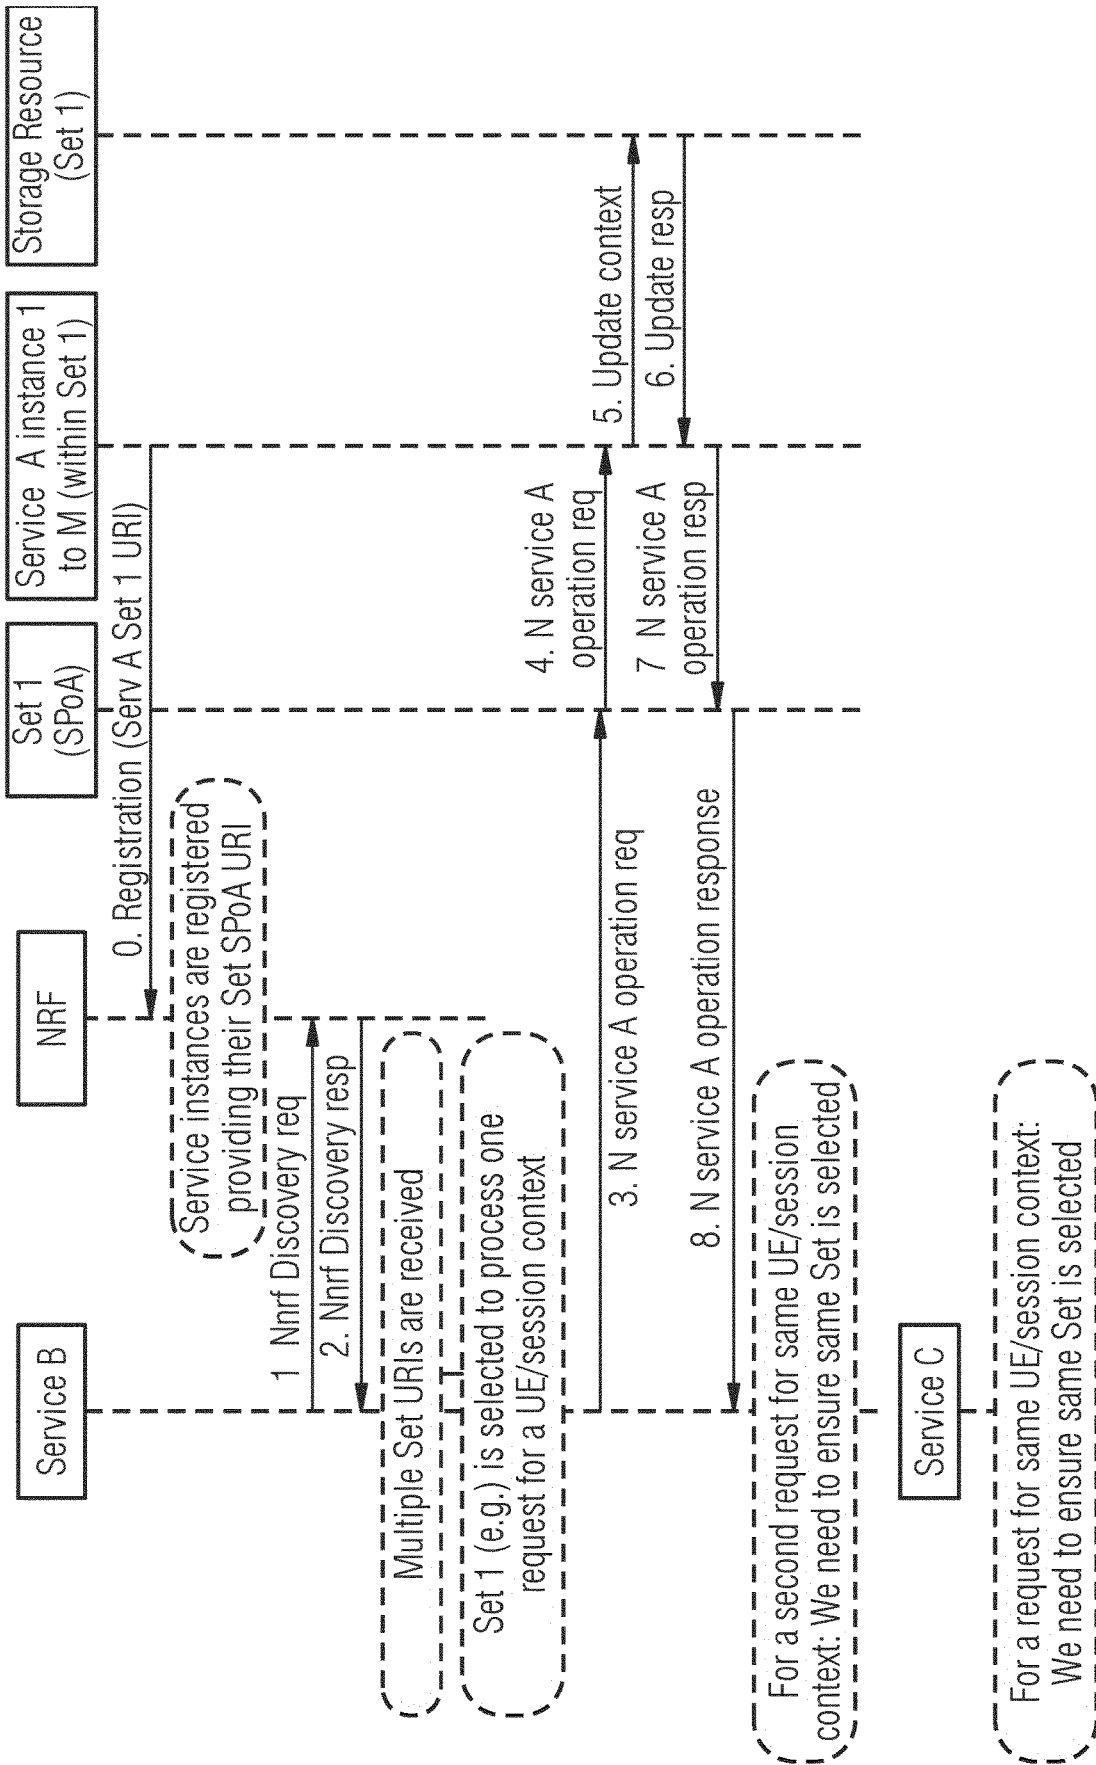 Service B
NRF
Set 1
(SPoA)
Service A instance 1
to M (within Set 1)
Storage Resource
(Set 1)
0. Registration (Serv A Set 1 URI)
Service instances are registered
providing their Set SPoA URI
1 Nnrf Discovery req
2. Nnrf Discovery resp
Multiple Set URIs are received
Set 1 (e.g.) is selected to process one
request for a UE/session context
3. N service A operation req
4. N service A
operation req
5. Update context
6. Update resp
7 N service A
operation resp
8. N service A operation response
For a second request for same UE/session
context: We need to ensure same Set is selected
Service C
For a request for same UE/session context:
We need to ensure same Set is selected